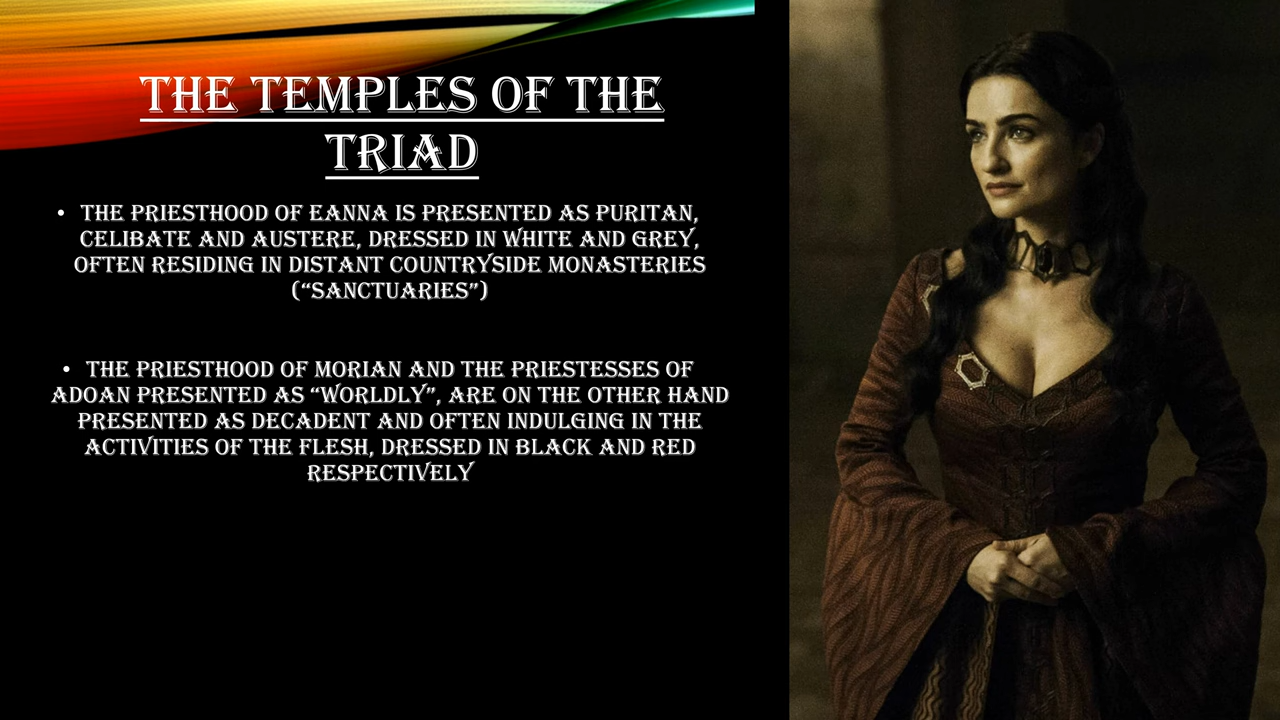 THE TEMPLES OF THE
TRIAD
• THE PRIESTHOOD OF EANNA IS PRESENTED AS PURITAN,
CELIBATE AND AUSTERE, DRESSED IN WHITE AND GREY,
OFTEN RESIDING IN DISTANT COUNTRYSIDE MONASTERIES
(“SANCTUARIES”)
• THE PRIESTHOOD OF MORIAN AND THE PRIESTESSES OF
ADOAN PRESENTED AS “WORLDLY”, ARE ON THE OTHER HAND
PRESENTED AS DECADENT AND OFTEN INDULGING IN THE
ACTIVITIES OF THE FLESH, DRESSED IN BLACK AND RED
RESPECTIVELY